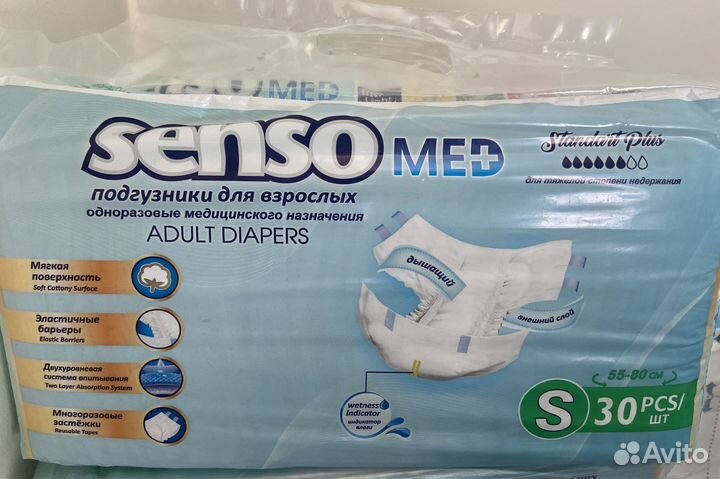 senso MED
Standart Plus
для тяжелой степени недержания
подгузники для взрослых
одноразовые медицинского назначения
ADULT DIAPERS
Мягкая
поверхность
Soft Cottony Surface
Эластичные
барьеры
Elastic Barriers
Двухуровневая
система впитывания
Two Layer Absorption System
Многоразовые
застёжки
Reusable Tapes
дышащий
внешний слой
wetness
indicator
индикатор
влаги
55-80 см
S 30 PCS/
ШТ
Avito